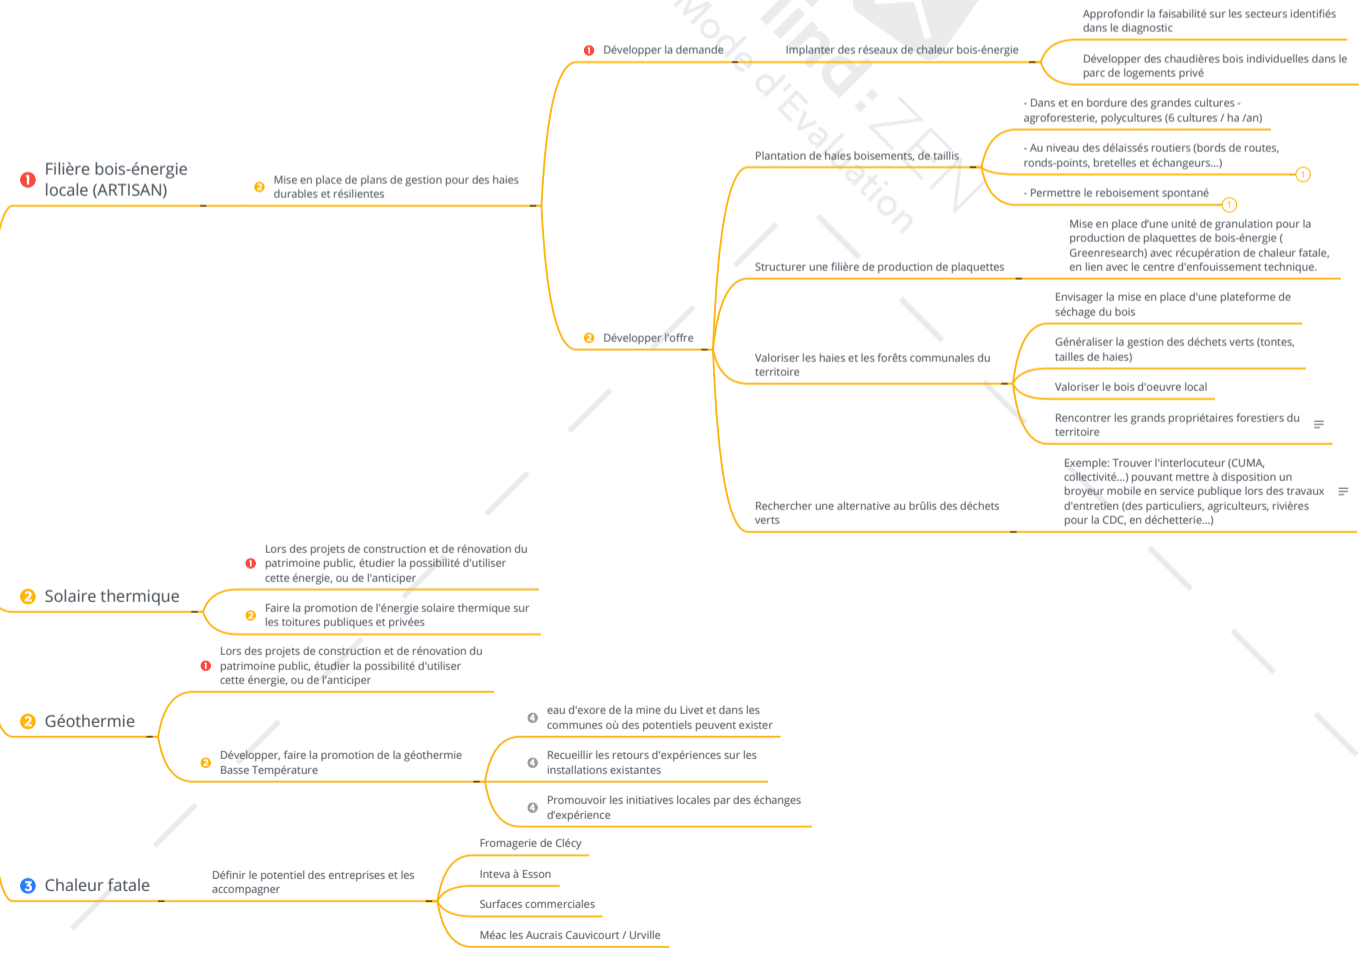 Filière bois-énergie
locale (ARTISAN)
Mise en place de plans de gestion pour des haies
durables et résilientes
Développer la demande
Implanter des réseaux de chaleur bois-énergie
Approfondir la faisabilité sur les secteurs identifiés
dans le diagnostic
Développer des chaudières bois individuelles dans le
parc de logements privé
Développer l'offre
Plantation de haies boisements, de taillis
- Dans et en bordure des grandes cultures -
agroforesterie, polycultures (6 cultures / ha /an)
- Au niveau des délaissés routiers (bords de routes,
ronds-points, bretelles et échangeurs...)
1
- Permettre le reboisement spontané
1
Structurer une filière de production de plaquettes
Mise en place d'une unité de granulation pour la
production de plaquettes de bois-énergie (
Greenresearch) avec récupération de chaleur fatale,
en lien avec le centre d'enfouissement technique.
Valoriser les haies et les forêts communales du
territoire
Envisager la mise en place d'une plateforme de
séchage du bois
Généraliser la gestion des déchets verts (tontes,
tailles de haies)
Valoriser le bois d'oeuvre local
Rencontrer les grands propriétaires forestiers du
territoire
Rechercher une alternative au brûlis des déchets
verts
Exemple: Trouver l'interlocuteur (CUMA,
collectivité...) pouvant mettre à disposition un
broyeur mobile en service publique lors des travaux
d'entretien (des particuliers, agriculteurs, rivières
pour la CDC, en déchetterie...)
Solaire thermique
Lors des projets de construction et de rénovation du
patrimoine public, étudier la possibilité d'utiliser
cette énergie, ou de l'anticiper
Faire la promotion de l'énergie solaire thermique sur
les toitures publiques et privées
Géothermie
Lors des projets de construction et de rénovation du
patrimoine public, étudier la possibilité d'utiliser
cette énergie, ou de l'anticiper
Développer, faire la promotion de la géothermie
Basse Température
eau d'exore de la mine du Livet et dans les
communes où des potentiels peuvent exister
Recueillir les retours d'expériences sur les
installations existantes
Promouvoir les initiatives locales par des échanges
d'expérience
Chaleur fatale
Définir le potentiel des entreprises et les
accompagner
Fromagerie de Clécy
Inteva à Esson
Surfaces commerciales
Méac les Aucrais Cauvicourt / Urville
ind:ZEN
Mode d'Evaluation